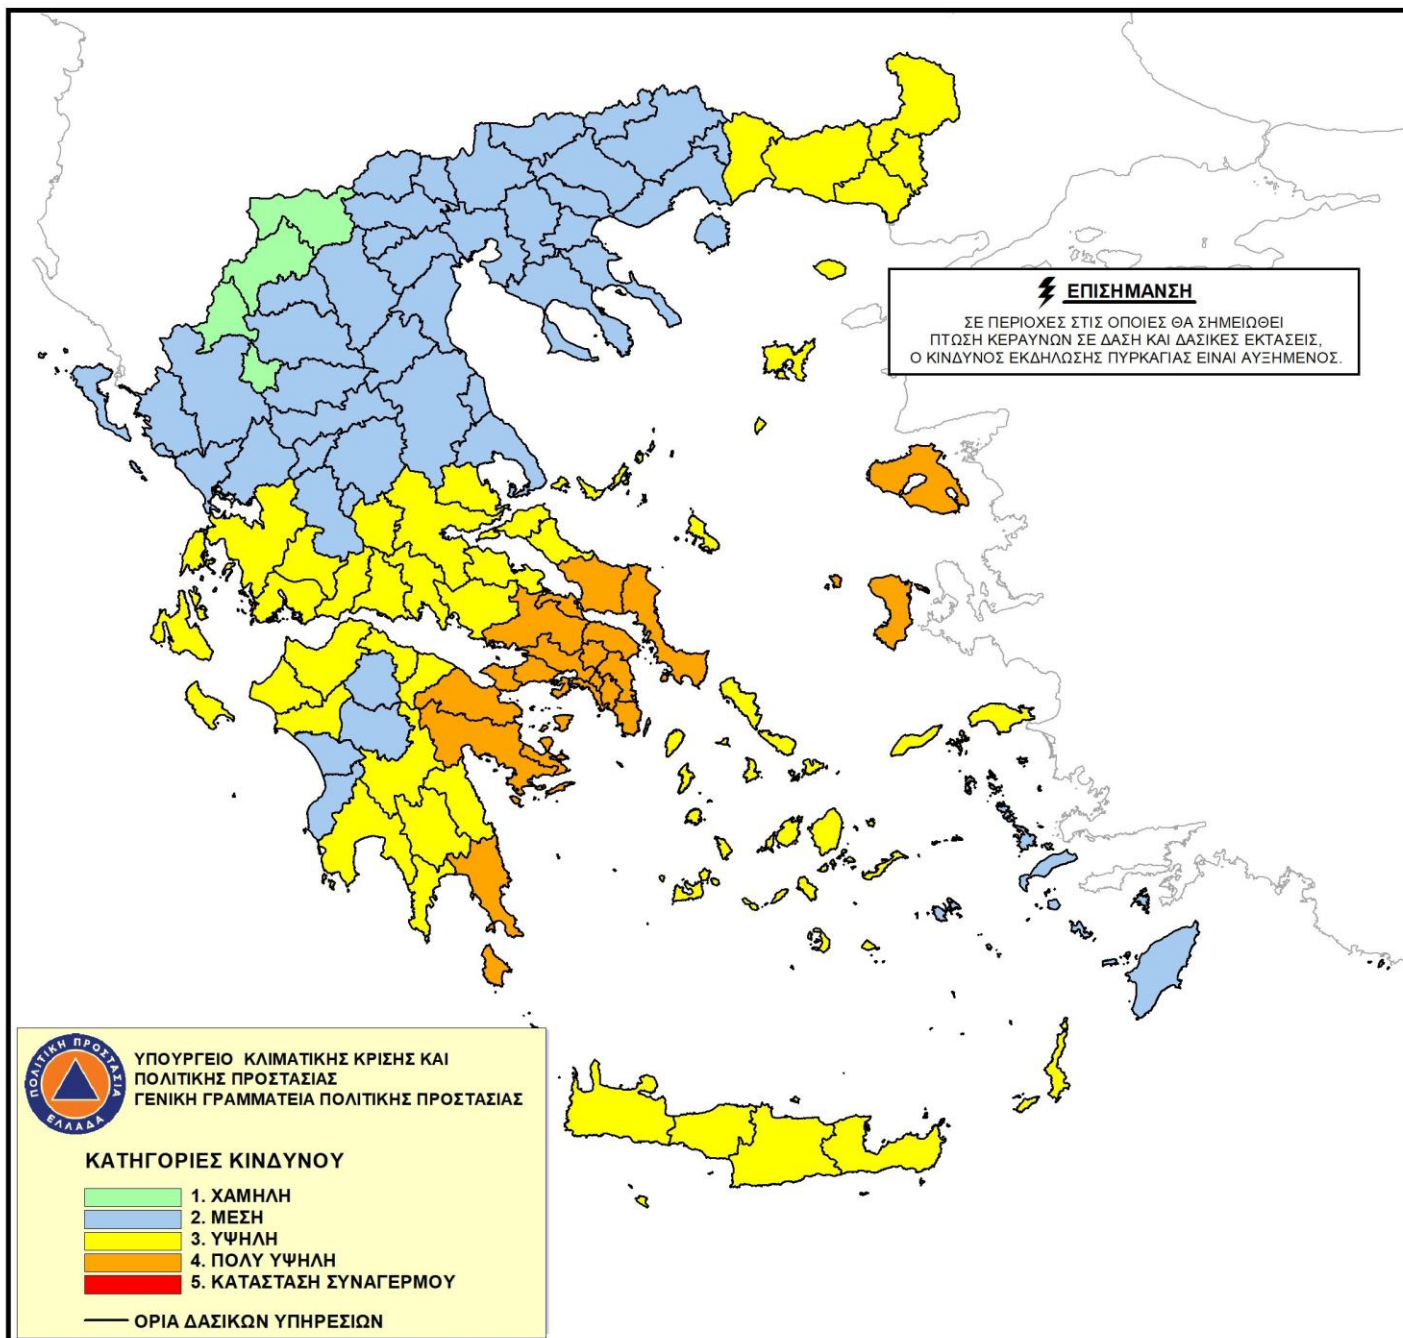 ΕΠΙΣΗΜΑΝΣΗ
ΣΕ ΠΕΡΙΟΧΕΣ ΣΤΙΣ ΟΠΟΙΕΣ ΘΑ ΣΗΜΕΙΩΘΕΙ
ΠΤΩΣΗ ΚΕΡΑΥΝΩΝ ΣΕ ΔΑΣΗ ΚΑΙ ΔΑΣΙΚΕΣ ΕΚΤΑΣΕΙΣ,
Ο ΚΙΝΔΥΝΟΣ ΕΚΔΗΛΩΣΗΣ ΠΥΡΚΑΓΙΑΣ ΕΙΝΑΙ ΑΥΞΗΜΕΝΟΣ.
ΠΟΛΙΤΙΚΗ ΠΡΟΣΤΑΣΙΑ
ΕΛΛΑΔΑ
ΥΠΟΥΡΓΕΙΟ ΚΛΙΜΑΤΙΚΗΣ ΚΡΙΣΗΣ ΚΑΙ
ΠΟΛΙΤΙΚΗΣ ΠΡΟΣΤΑΣΙΑΣ
ΓΕΝΙΚΗ ΓΡΑΜΜΑΤΕΙΑ ΠΟΛΙΤΙΚΗΣ ΠΡΟΣΤΑΣΙΑΣ
ΚΑΤΗΓΟΡΙΕΣ ΚΙΝΔΥΝΟΥ
1. ΧΑΜΗΛΗ
2. ΜΕΣΗ
3. ΥΨΗΛΗ
4. ΠΟΛΥ ΥΨΗΛΗ
5. ΚΑΤΑΣΤΑΣΗ ΣΥΝΑΓΕΡΜΟΥ
ΟΡΙΑ ΔΑΣΙΚΩΝ ΥΠΗΡΕΣΙΩΝ